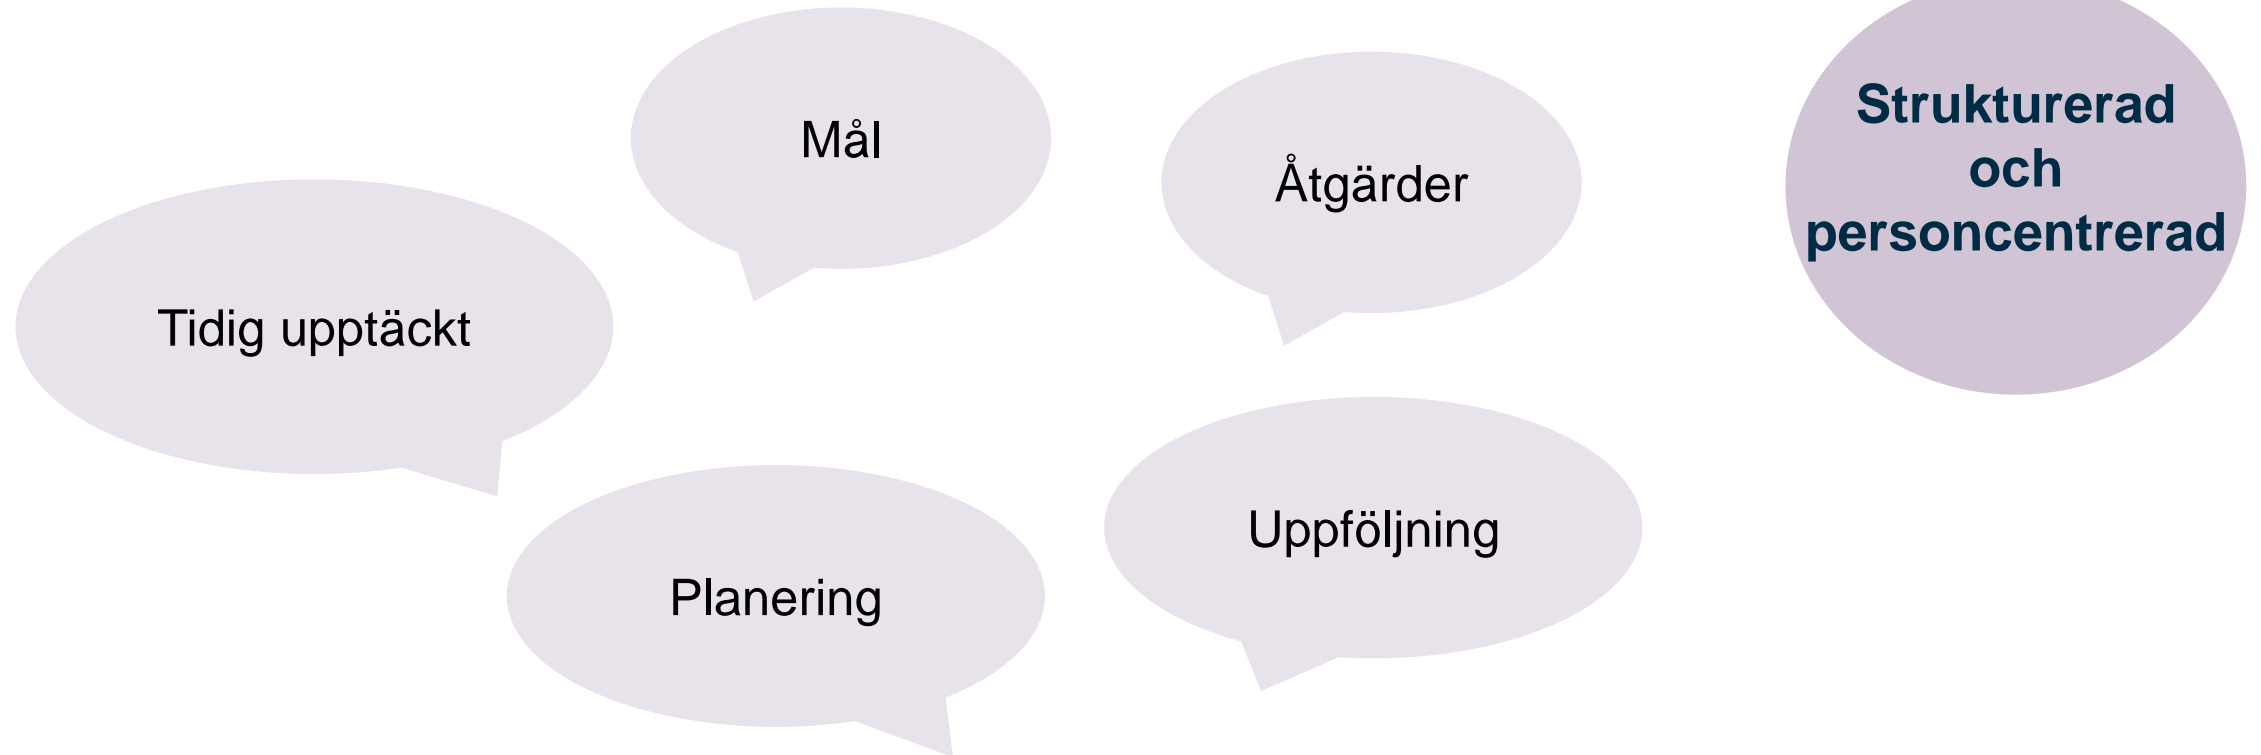 Mål
Åtgärder
Strukturerad
och
personcentrerad
Tidig upptäckt
Uppföljning
Planering